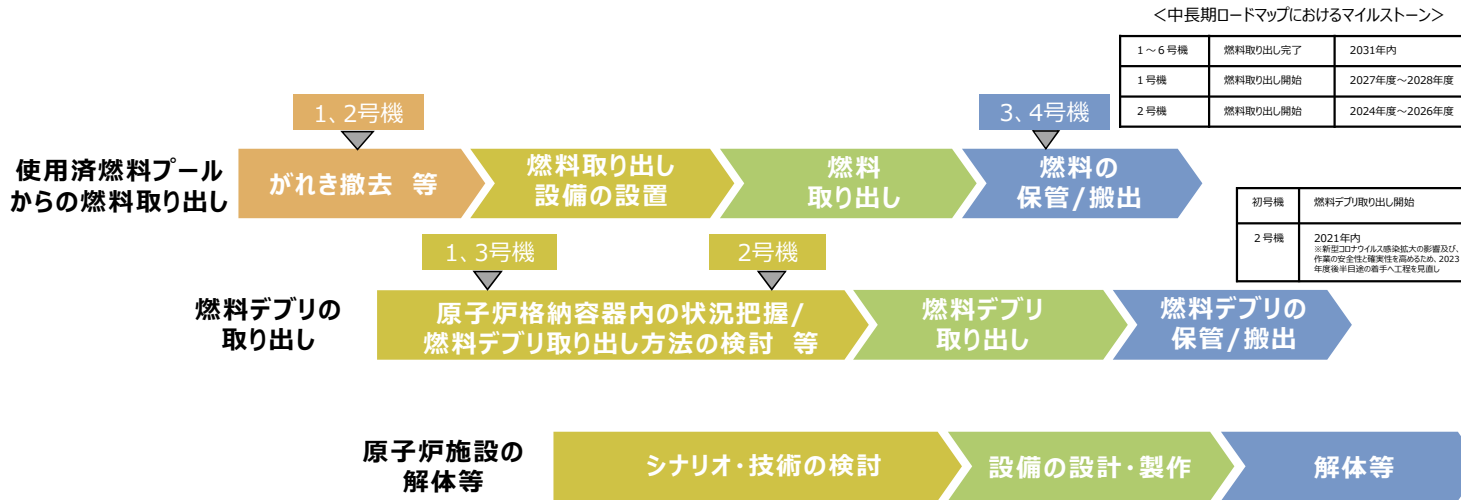 ＜中長期ロードマップにおけるマイルストーン＞
1～6号機 燃料取り出し完了 2031年内
1号機 燃料取り出し開始 2027年度～2028年度
2号機 燃料取り出し開始 2024年度～2026年度
1、2号機
3、4号機
使用済燃料プール
からの燃料取り出し
がれき撤去 等
燃料取り出し
設備の設置
燃料
取り出し
燃料の
保管/搬出
初号機 燃料デブリ取り出し開始
2号機 2021年内
※新型コロナウイルス感染拡大の影響及び、
作業の安全性と確実性を高めるため、2023
年度後半目途の着手へ工程を見直し
1、3号機
2号機
燃料デブリの
取り出し
原子炉格納容器内の状況把握/
燃料デブリ取り出し方法の検討 等
燃料デブリ
取り出し
燃料デブリの
保管/搬出
原子炉施設の
解体等
シナリオ・技術の検討
設備の設計・製作
解体等